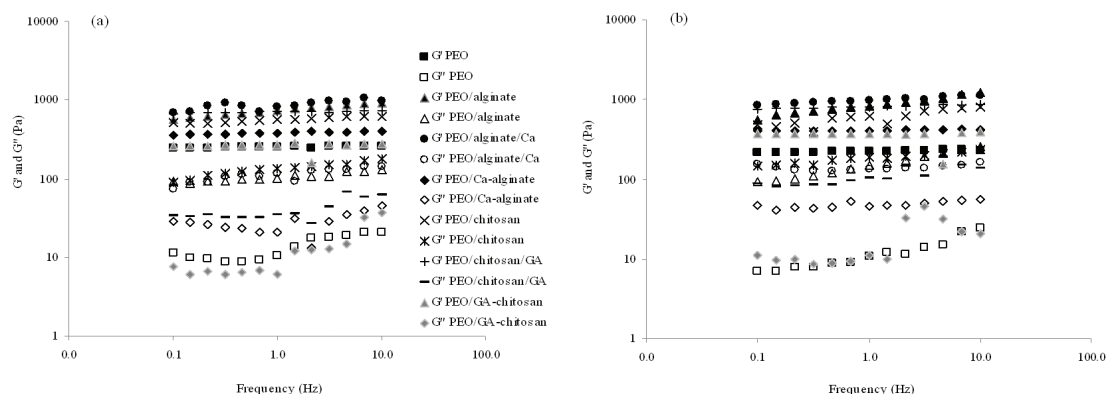 (a)
10000
1000
100
10
1
0.0
0.1
1.0
10.0
100.0
Frequency (Hz)
G' and G'' (Pa)
G' PEO
G'' PEO
G' PEO/alginate
G'' PEO/alginate
G' PEO/alginate/Ca
G'' PEO/alginate/Ca
G' PEO/Ca-alginate
G'' PEO/Ca-alginate
G' PEO/chitosan
G'' PEO/chitosan
G' PEO/chitosan/GA
G'' PEO/chitosan/GA
G' PEO/GA-chitosan
G'' PEO/GA-chitosan
(b)
10000
1000
100
10
1
0.0
0.1
1.0
10.0
100.0
Frequency (Hz)
G' and G'' (Pa)